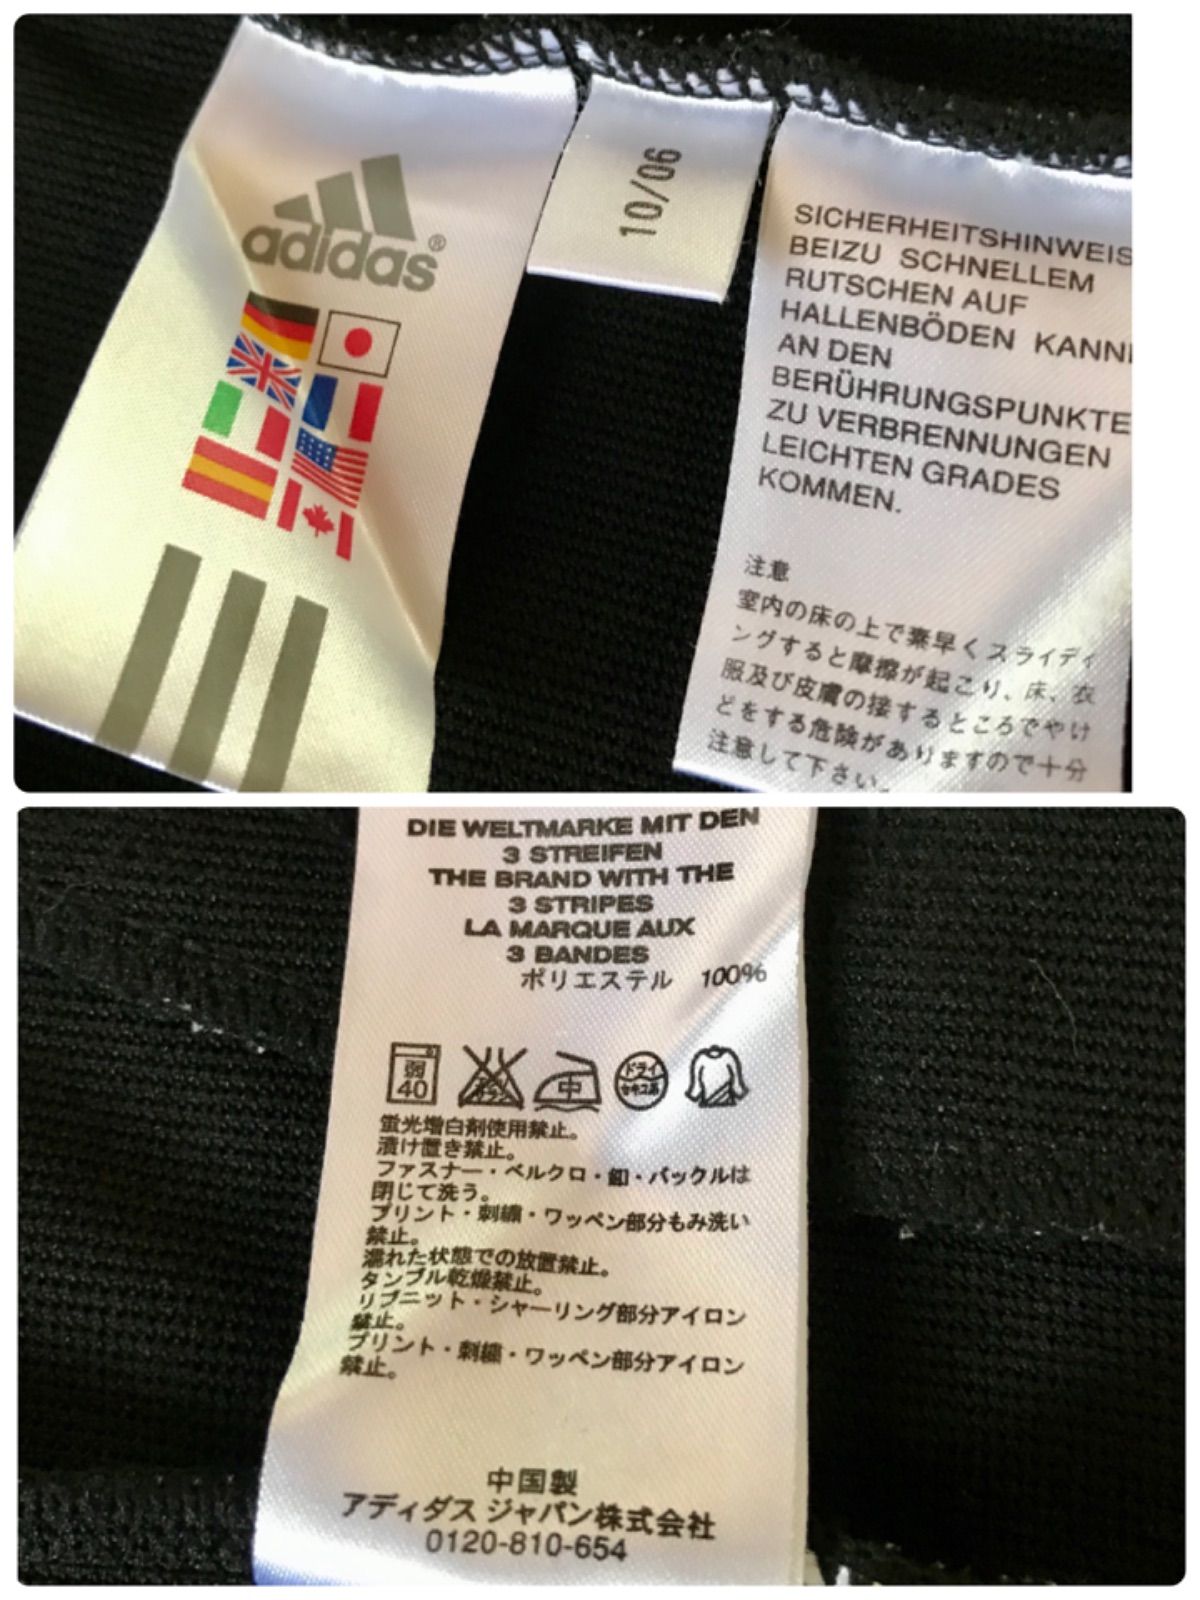 adidas®
10/06
SICHERHEITSHINWEIS
BEIZU SCHNELLEM
RUTSCHEN AUF
HALLENBÖDEN KANN
AN DEN
BERÜHRUNGSPUNKTE
ZU VERBRENNUNGEN
LEICHTEN GRADES
KOMMEN.
注意
室内の床の上で素早くスライディ
ングすると摩擦が起こり、床、衣
服及び皮膚の接するところでやけ
どをする危険がありますので十分
注意して下さい。
DIE WELTMARKE MIT DEN
3 STREIFEN
THE BRAND WITH THE
3 STRIPES
LA MARQUE AUX
3 BANDES
ポリエステル 100%
弱
40
中
ドライ
蛍光増白剤使用禁止。
漬け置き禁止。
ファスナー・ベルクロ・釦・バックルは
閉じて洗う。
プリント・刺繍・ワッペン部分もみ洗い
禁止。
濡れた状態での放置禁止。
タンブル乾燥禁止。
リブニット・シャーリング部分アイロン
禁止。
プリント・刺繍・ワッペン部分アイロン
禁止。
中国製
アディダス ジャパン株式会社
0120-810-654